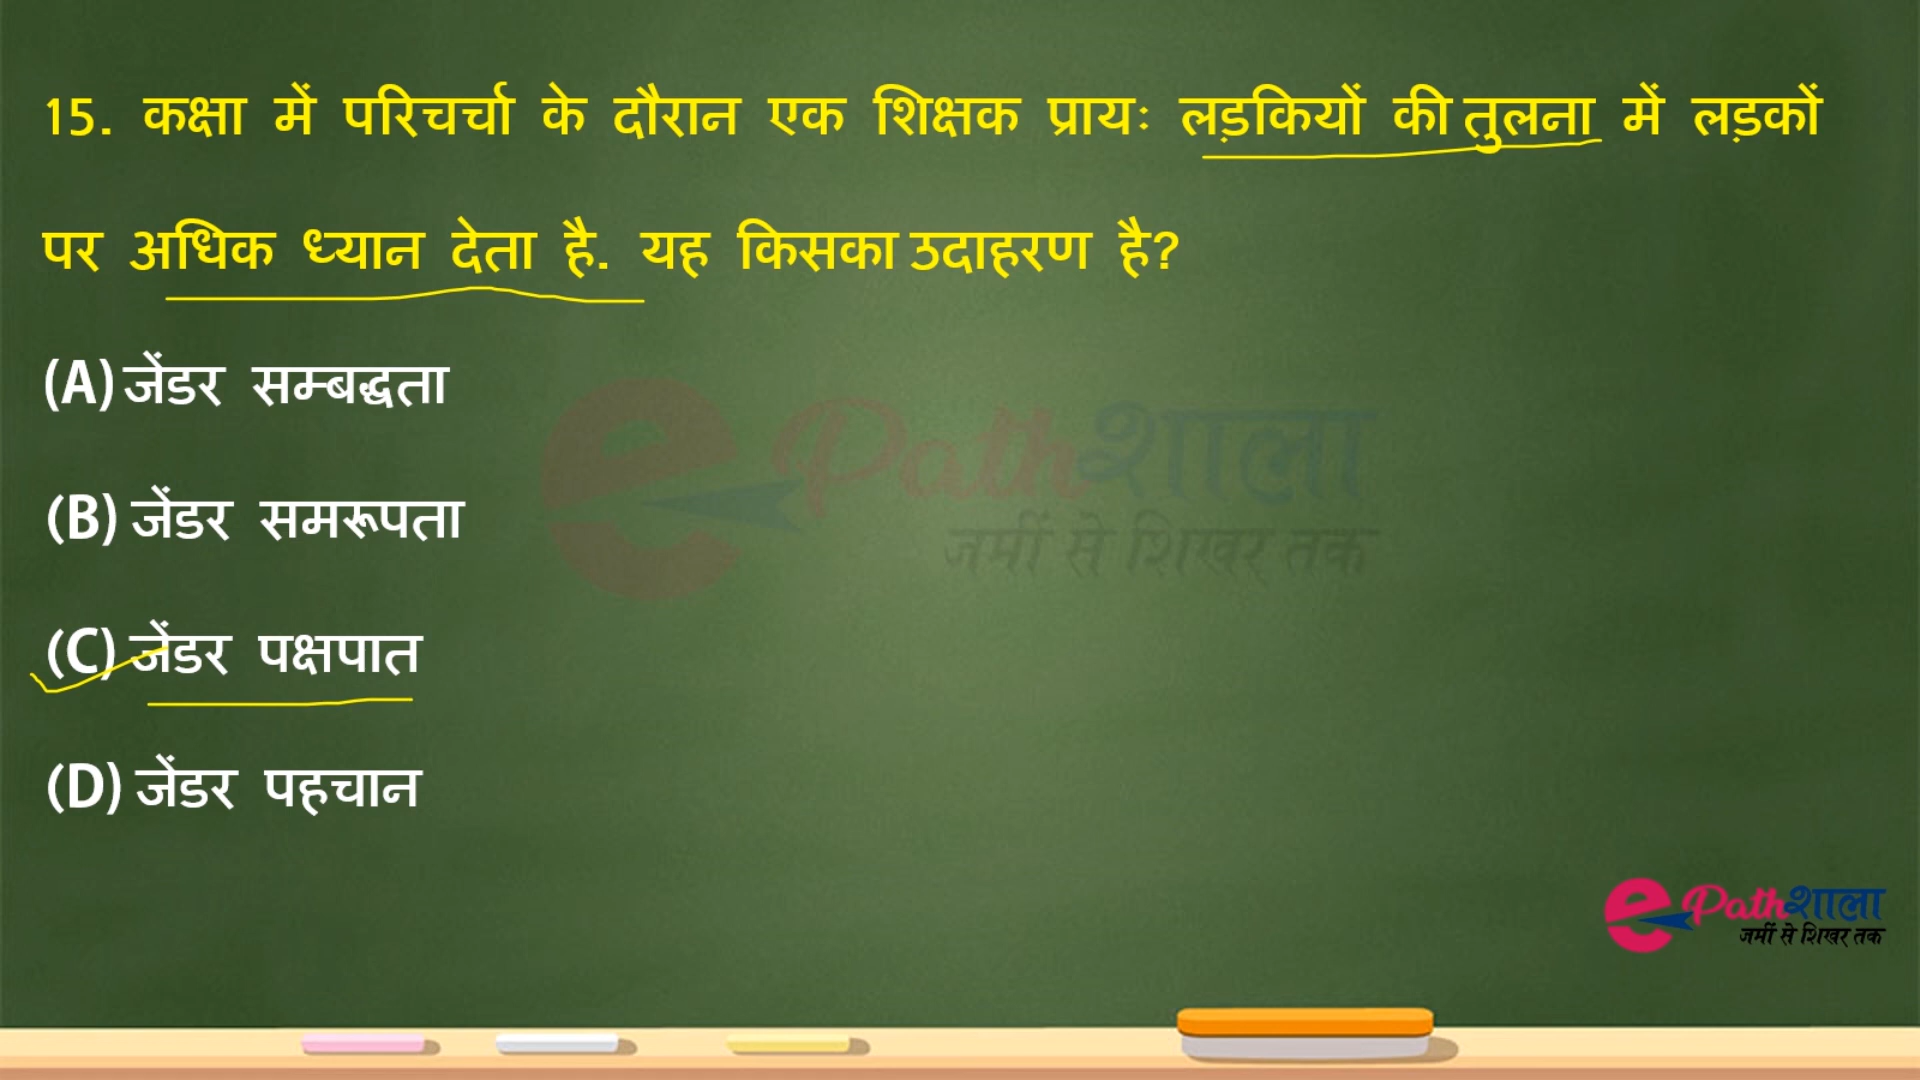 15. कक्षा में परिचर्चा के दौरान एक शिक्षक प्रायः लड़कियों की तुलना में लड़कों
पर अधिक ध्यान देता है. यह किसका उदाहरण है?
(A) जेंडर सम्बद्धता
(B) जेंडर समरूपता
(C) जेंडर पक्षपात
(D) जेंडर पहचान
ePathशाला
जमीं से शिखर तक
ePathशाला
जमीं से शिखर तक